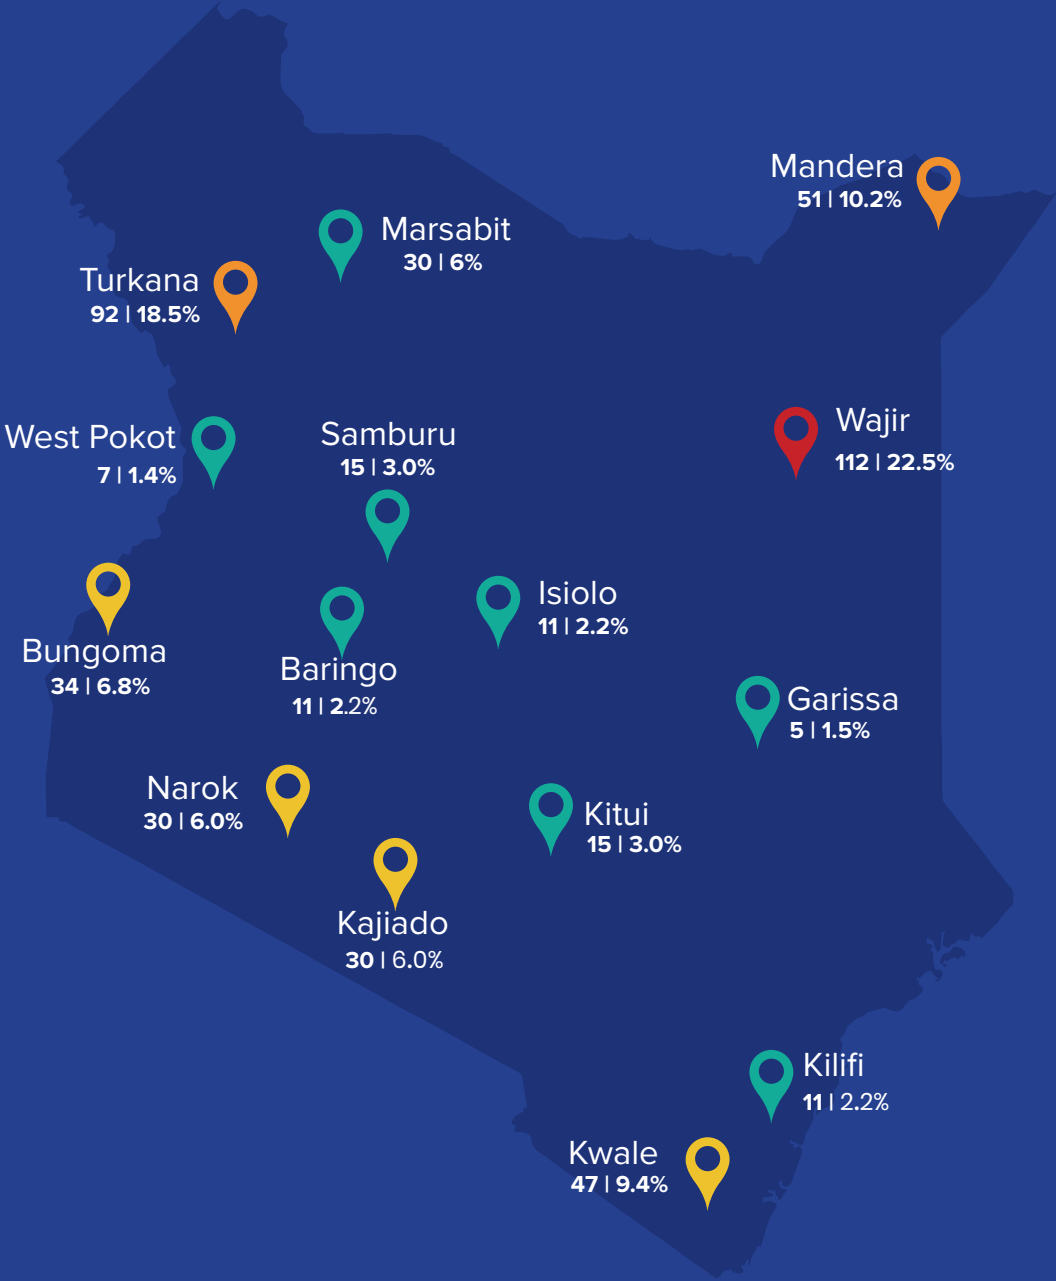 Mandera
51 | 10.2%
Marsabit
30 | 6%
Turkana
92 | 18.5%
Wajir
112 | 22.5%
West Pokot
7 | 1.4%
Samburu
15 | 3.0%
Isiolo
11 | 2.2%
Bungoma
34 | 6.8%
Baringo
11 | 2.2%
Garissa
5 | 1.5%
Narok
30 | 6.0%
Kitui
15 | 3.0%
Kajiado
30 | 6.0%
Kilifi
11 | 2.2%
Kwale
47 | 9.4%